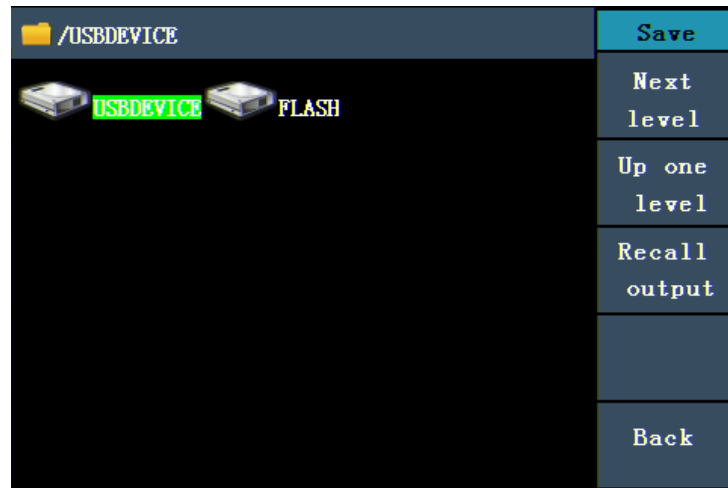 /USBDEVICE
USBDEVICE FLASH
Save
Next
level
Up one
level
Recall
output
Back